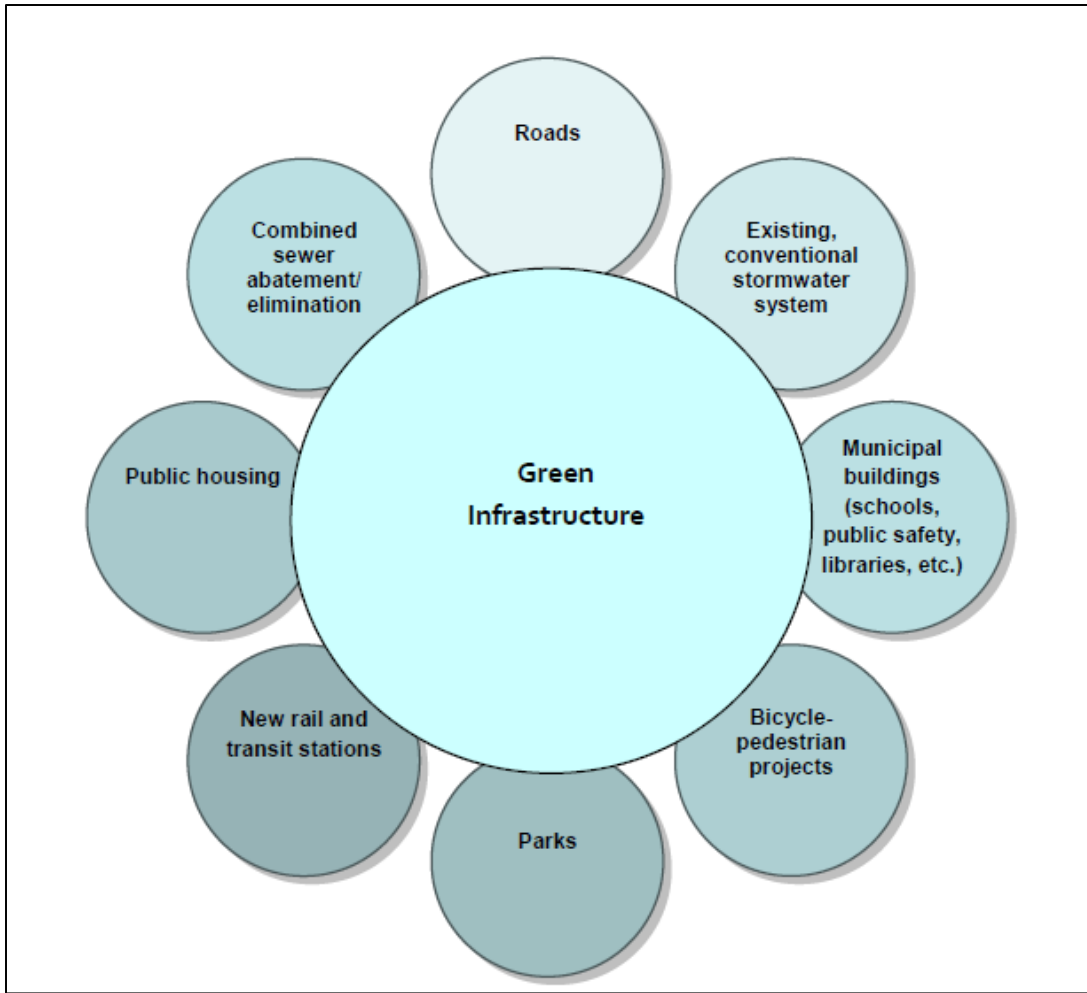 Roads
Combined
sewer
abatement/
elimination
Existing,
conventional
stormwater
system
Public housing
Green
Infrastructure
Municipal
buildings
(schools,
public safety,
libraries, etc.)
New rail and
transit stations
Bicycle-
pedestrian
projects
Parks